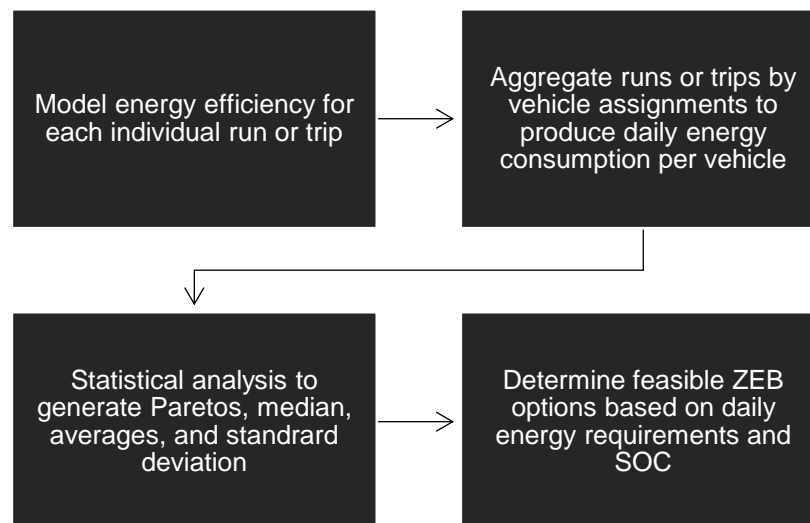 Model energy efficiency for
each individual run or trip
Aggregate runs or trips by
vehicle assignments to
produce daily energy
consumption per vehicle
Statistical analysis to
generate Paretos, median,
averages, and standrard
deviation
Determine feasible ZEB
options based on daily
energy requirements and
SOC